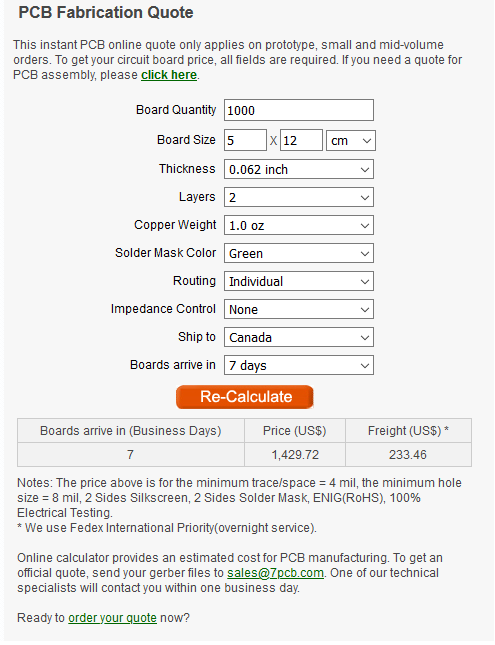 PCB Fabrication Quote
This instant PCB online quote only applies on prototype, small and mid-volume
orders. To get your circuit board price, all fields are required. If you need a quote for
PCB assembly, please click here.
Board Quantity 1000
Board Size 5 X 12 cm
Thickness 0.062 inch
Layers 2
Copper Weight 1.0 oz
Solder Mask Color Green
Routing Individual
Impedance Control None
Ship to Canada
Boards arrive in 7 days
Re-Calculate
Boards arrive in (Business Days) Price (US$) Freight (US$) *
7 1,429.72 233.46
Notes: The price above is for the minimum trace/space = 4 mil, the minimum hole
size = 8 mil, 2 Sides Silkscreen, 2 Sides Solder Mask, ENIG(RoHS), 100%
Electrical Testing.
* We use Fedex International Priority(overnight service).
Online calculator provides an estimated cost for PCB manufacturing. To get an
official quote, send your gerber files to sales@7pcb.com. One of our technical
specialists will contact you within one business day.
Ready to order your quote now?